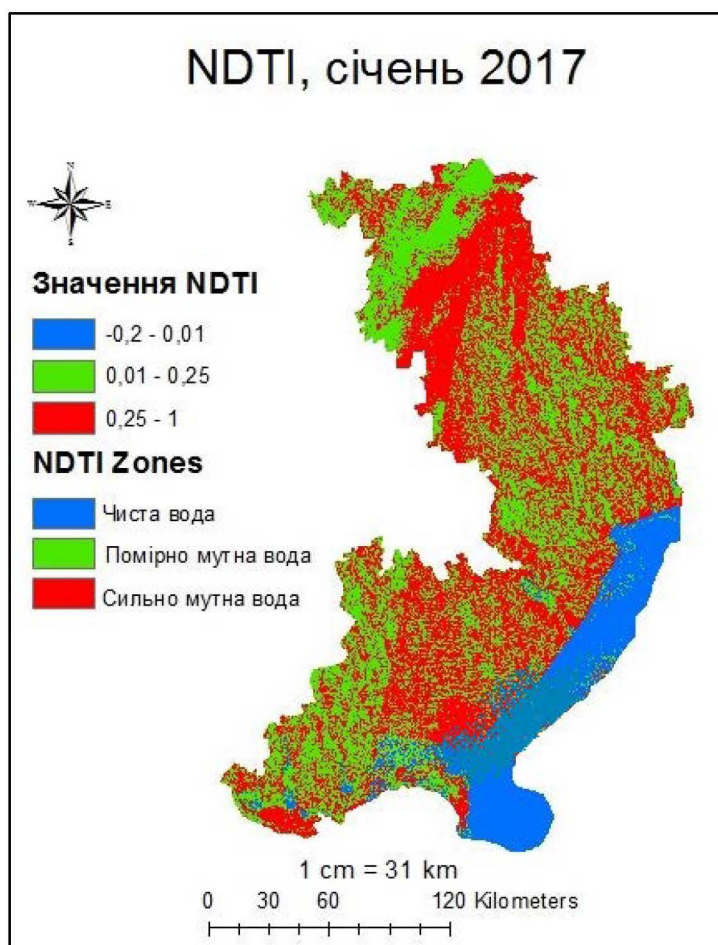 NDTI, січень 2017
N
W E
S
Значення NDTI
-0,2 - 0,01
0,01 - 0,25
0,25 - 1
NDTI Zones
Чиста вода
Помірно мутна вода
Сильно мутна вода
1 cm = 31 km
0 30 60 120 Kilometers